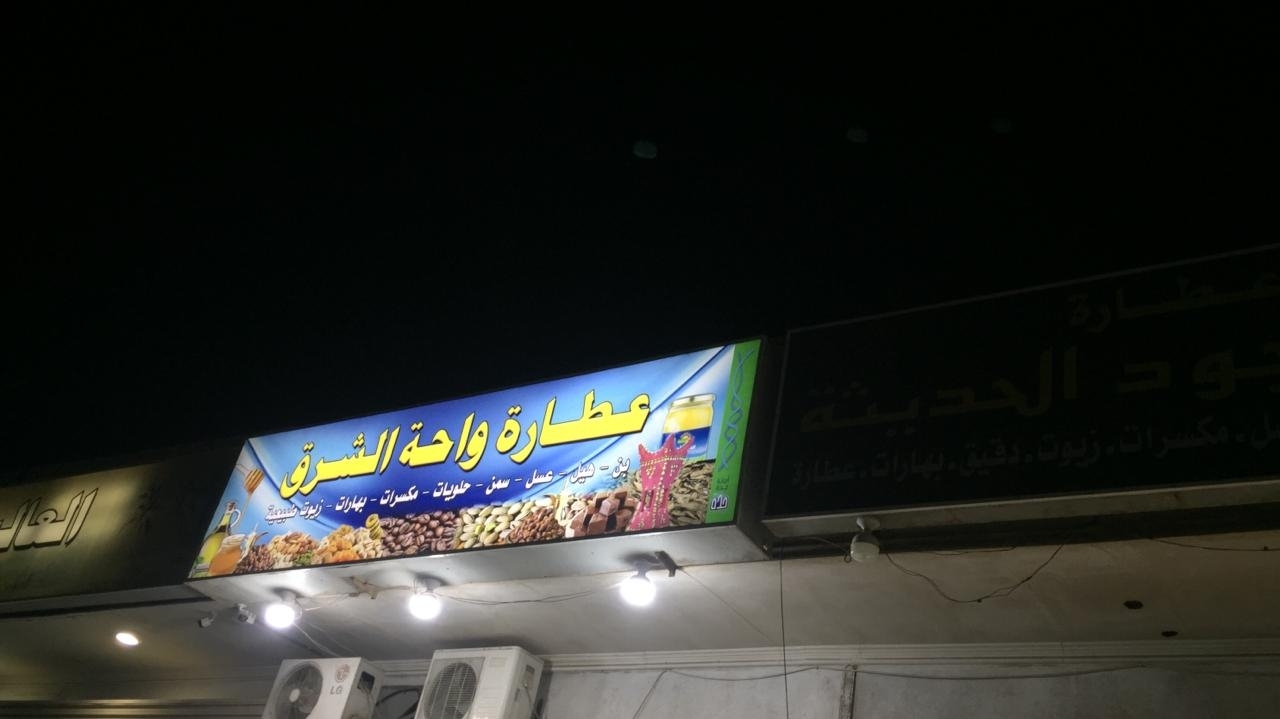 عطارة واحة الشرق
بن - هيل - عسل - سمن - حلويات - مكسرات - بهارات - زيوت طبيعية
عطارة
الحديثة
مكسرات . زيوت . دقيق . بهارات . عطارة
LG